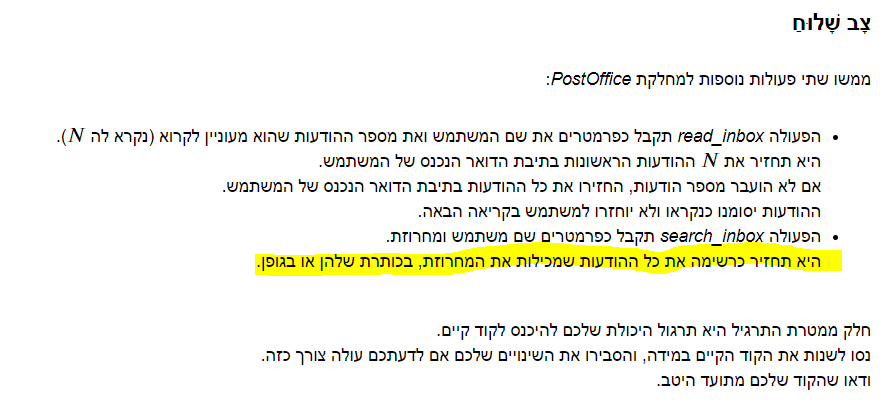 צָב שָׁלוּחַ
ממשו שתי פעולות נוספות למחלקת PostOffice:
הפעולה read_inbox תקבל כפרמטרים את שם המשתמש ואת מספר ההודעות שהוא מעוניין לקרוא (נקרא לה N).
היא תחזיר את N ההודעות הראשונות בתיבת הדואר הנכנס של המשתמש.
אם לא הועבר מספר הודעות, החזירו את כל ההודעות בתיבת הדואר הנכנס של המשתמש.
ההודעות יסומנו כנקראו ולא יוחזרו למשתמש בקריאה הבאה.
הפעולה search_inbox תקבל כפרמטרים שם משתמש ומחרוזת.
היא תחזיר כרשימה את כל ההודעות שמכילות את המחרוזת, בכותרת שלהן או בגופן.
חלק ממטרת התרגיל היא תרגול היכולת שלכם להיכנס לקוד קיים.
נסו לשנות את הקוד הקיים במידה, והסבירו את השינויים שלכם אם לדעתכם עולה צורך כזה.
ודאו שהקוד שלכם מתועד היטב.